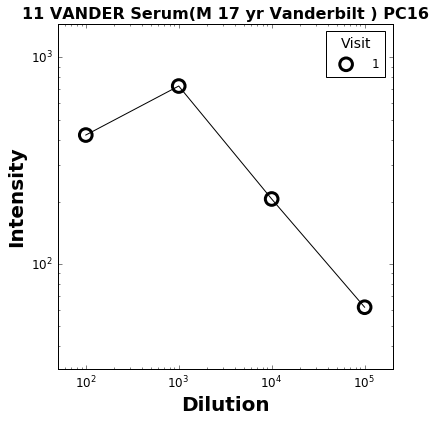 11 VANDER Serum(M 17 yr Vanderbilt ) PC16
Visit
1
Intensity
10³
10²
10² 10³ 10⁴ 10⁵
Dilution